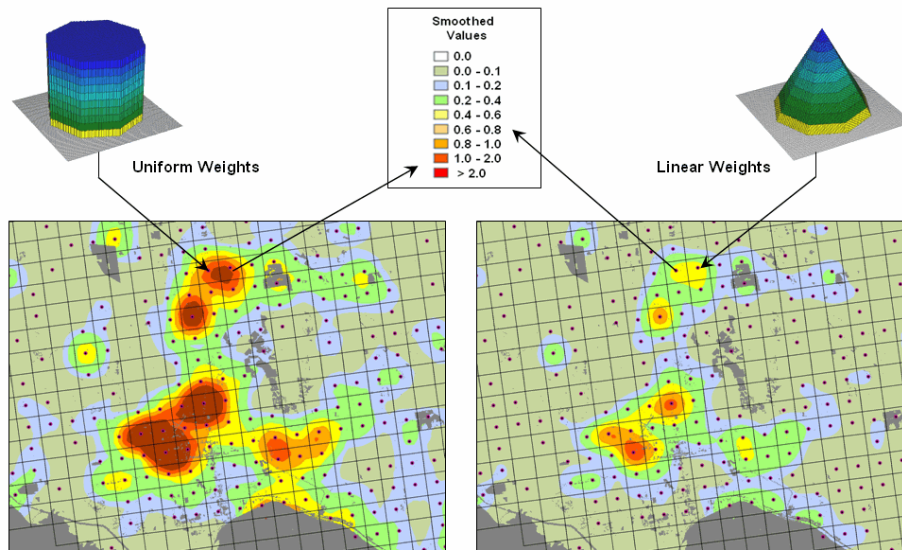 Smoothed
Values
0.0
0.0 - 0.1
0.1 - 0.2
0.2 - 0.4
0.4 - 0.6
0.6 - 0.8
0.8 - 1.0
1.0 - 2.0
> 2.0
Uniform Weights
Linear Weights